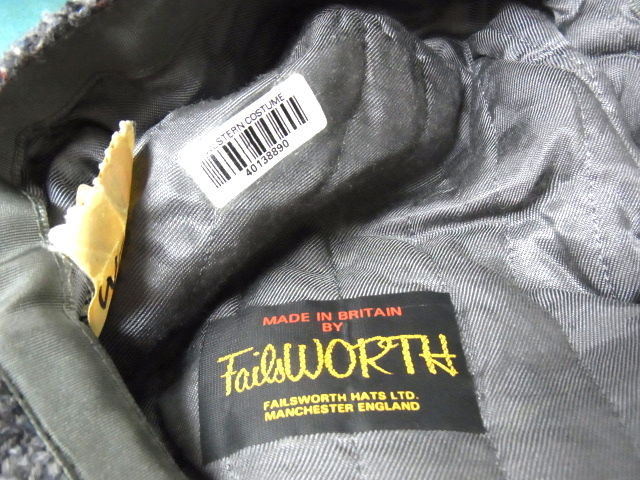 STERN COSTUME
40138890
MADE IN BRITAIN
BY
FailsWORTH
FAILSWORTH HATS LTD.
MANCHESTER ENGLAND